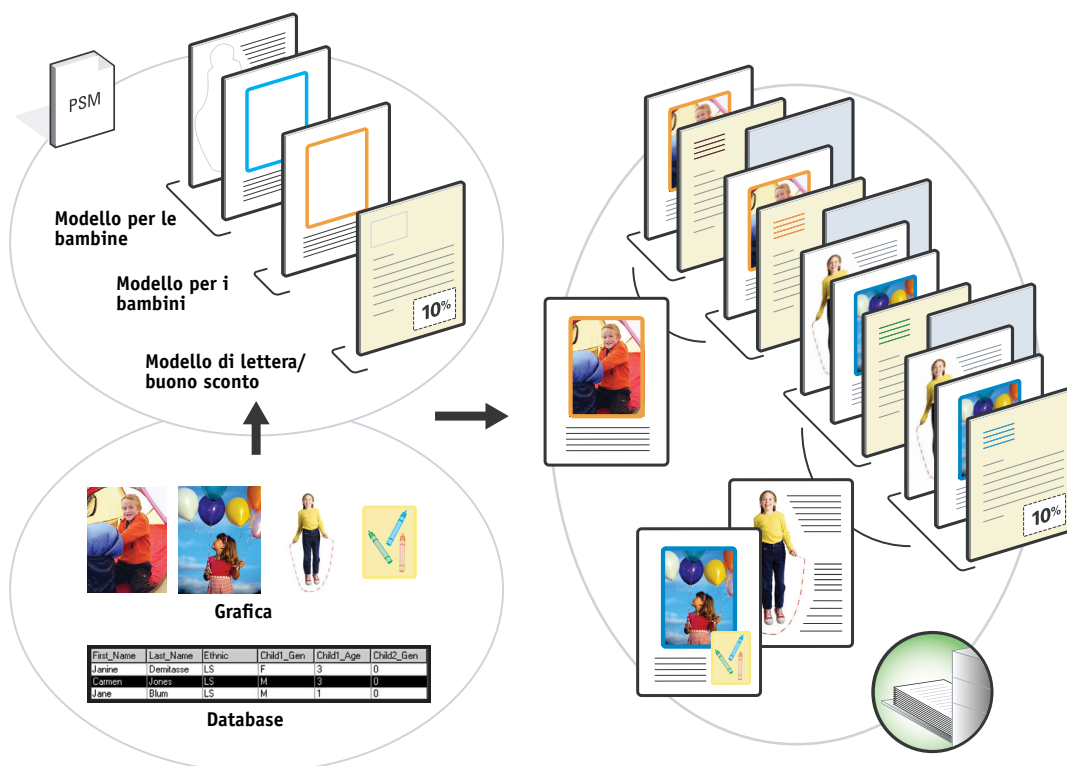 PSM
Modello per le
bambine
Modello per i
bambini
Modello di lettera/
buono sconto
10%
Grafica
First_Name Last_Name Ethnic Child1_Gen Child1_Age Child2_Gen
Janine Demitasse LS F 3 0
Carmen Jones LS M 3 0
Jane Blum LS M 1 0
Database
10%